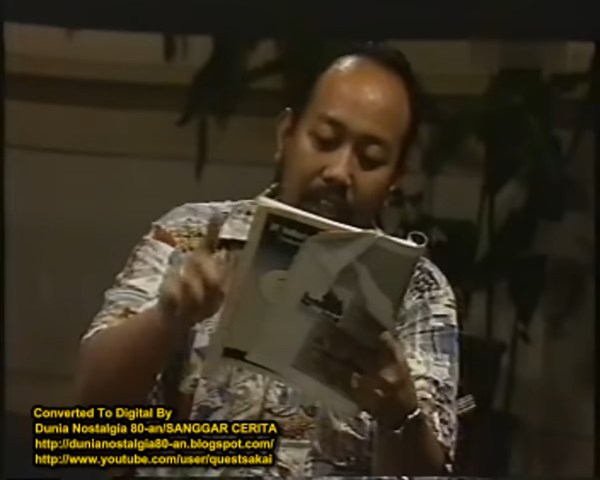 Converted To Digital By
Dunia Nostalgia 80-an/SANGGAR CERITA
http://dunianostalgia80-an.blogspot.com/
http://www.youtube.com/user/questsakai